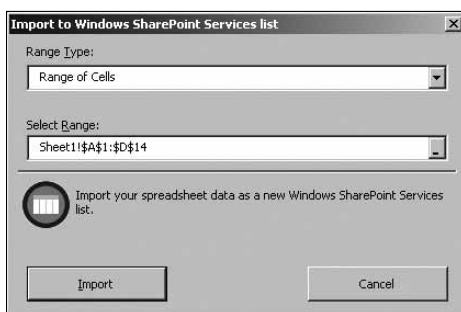 Import to Windows SharePoint Services list
Range Type:
Range of Cells
Select Range:
Sheet1!$A$1:$D$14
Import your spreadsheet data as a new Windows SharePoint Services
list.
Import
Cancel